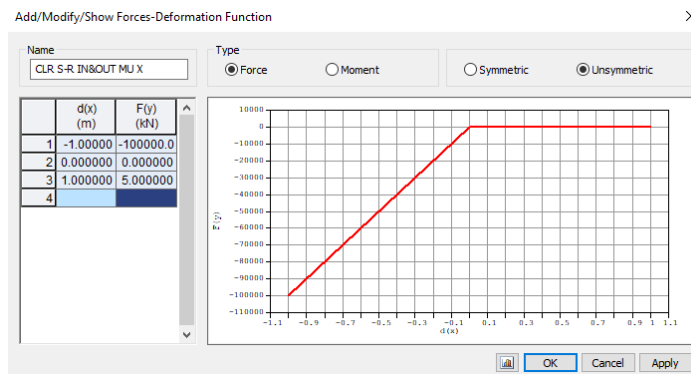 Add/Modify/Show Forces-Deformation Function
Name
CLR S-R IN&OUT MU X
Type
Force
Moment
Symmetric
Unsymmetric
d(x) F(y)
(m) (kN)
1 -1.00000 -100000.0
2 0.000000 0.000000
3 1.000000 5.000000
4
10000
0
-10000
-20000
-30000
-40000
-50000
-60000
-70000
-80000
-90000
-100000
-110000
F(y)
-1.1 -0.9 -0.7 -0.5 -0.3 -0.1 0.1 0.3 0.5 0.7 0.9 1 1.1
d(x)
OK Cancel Apply